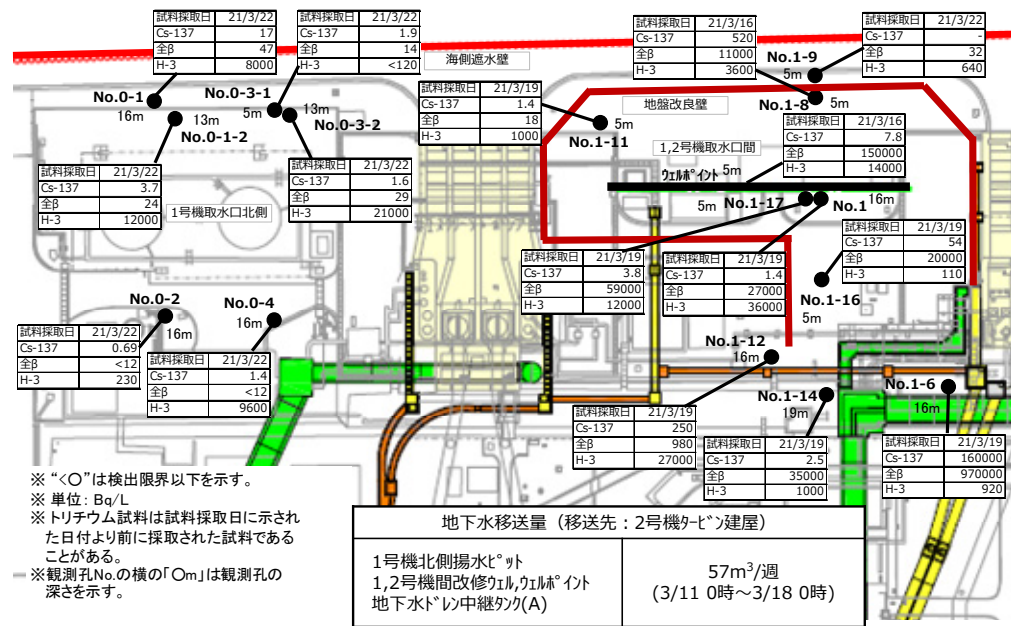 試料採取日 21/3/22
Cs-137 17
全β 47
H-3 8000
試料採取日 21/3/22
Cs-137 1.9
全β 14
H-3 <120
海側遮水壁
試料採取日 21/3/16
Cs-137 520
全β 11000
H-3 3600
試料採取日 21/3/22
Cs-137 -
全β 32
H-3 640
No.1-9
5m
No.1-8
5m
No.0-1
16m
No.0-1-2
13m
No.0-3-1
5m
13m
No.0-3-2
試料採取日 21/3/19
Cs-137 1.4
全β 18
H-3 1000
5m
No.1-11
地盤改良壁
1,2号機取水口間
試料採取日 21/3/16
Cs-137 7.8
全β 150000
H-3 14000
ウェルポイント 5m
試料採取日 21/3/22
Cs-137 3.7
全β 24
H-3 12000
1号機取水口北側
試料採取日 21/3/22
Cs-137 1.6
全β 29
H-3 21000
5m
No.1-17
No.1
16m
試料採取日 21/3/19
Cs-137 3.8
全β 59000
H-3 12000
試料採取日 21/3/19
Cs-137 1.4
全β 27000
H-3 36000
試料採取日 21/3/19
Cs-137 54
全β 20000
H-3 110
No.1-16
5m
No.0-2
16m
No.0-4
16m
試料採取日 21/3/22
Cs-137 0.69
全β <12
H-3 230
試料採取日 21/3/22
Cs-137 1.4
全β <12
H-3 9600
No.1-12
16m
No.1-14
19m
No.1-6
16m
試料採取日 21/3/19
Cs-137 250
全β 980
H-3 27000
試料採取日 21/3/19
Cs-137 2.5
全β 35000
H-3 1000
試料採取日 21/3/19
Cs-137 160000
全β 970000
H-3 920
※ “<○”は検出限界以下を示す。
※ 単位: Bq/L
※ トリチウム試料は試料採取日に示され
た日付より前に採取された試料である
ことがある。
※観測孔No.の横の「○m」は観測孔の
深さを示す。
地下水移送量（移送先：2号機タービン建屋）
1号機北側揚水ピット
1,2号機間改修ウェル,ウェルポイント
地下水ドレン中継タンク(A)
57m³/週
(3/11 0時～3/18 0時)